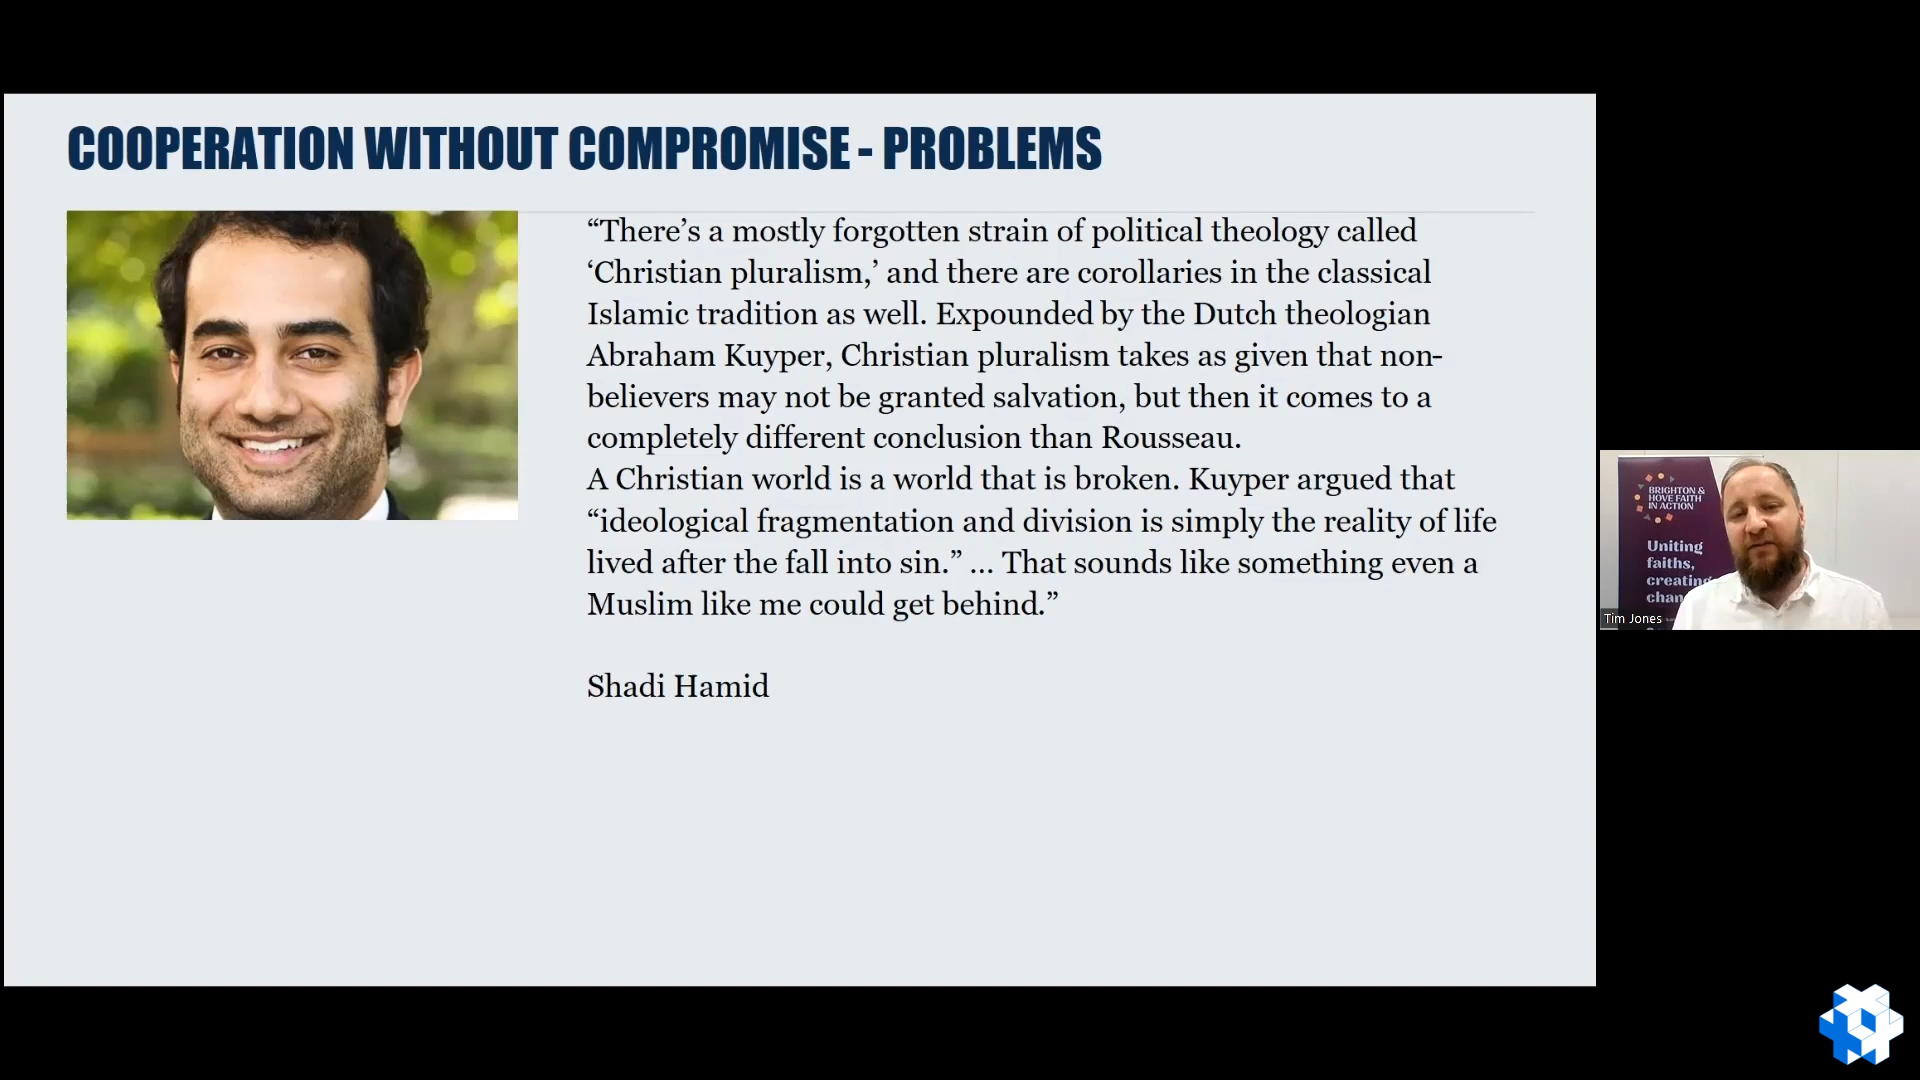 COOPERATION WITHOUT COMPROMISE - PROBLEMS
“There’s a mostly forgotten strain of political theology called
‘Christian pluralism,’ and there are corollaries in the classical
Islamic tradition as well. Expounded by the Dutch theologian
Abraham Kuyper, Christian pluralism takes as given that non-
believers may not be granted salvation, but then it comes to a
completely different conclusion than Rousseau.
A Christian world is a world that is broken. Kuyper argued that
“ideological fragmentation and division is simply the reality of life
lived after the fall into sin.” ... That sounds like something even a
Muslim like me could get behind.”
Shadi Hamid
BRIGHTON &
HOVE FAITH
IN ACTION
Uniting
faiths,
creating
chan
Tim Jones